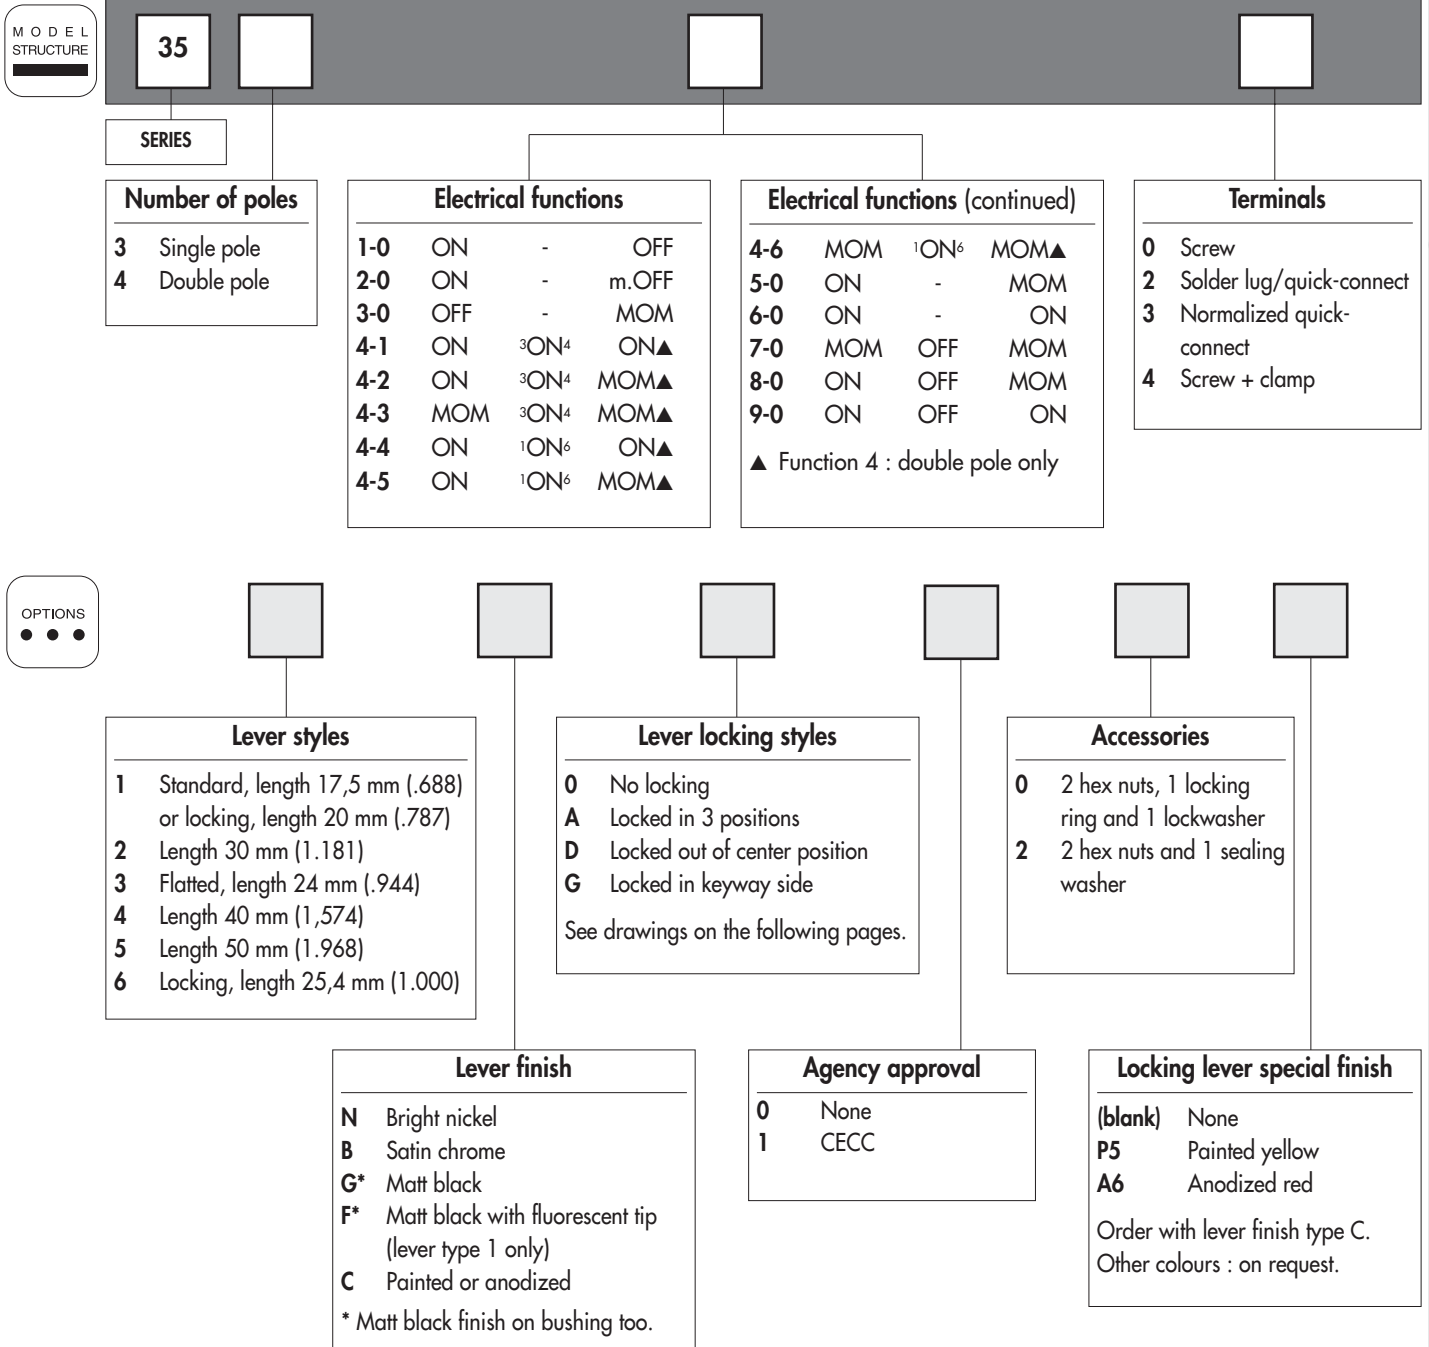 MODEL
STRUCTURE
35
SERIES
Number of poles
3 Single pole
4 Double pole
Electrical functions
1-0 ON - OFF
2-0 ON - m.OFF
3-0 OFF - MOM
4-1 ON ³ON⁴ ON▲
4-2 ON ³ON⁴ MOM▲
4-3 MOM ³ON⁴ MOM▲
4-4 ON ¹ON⁶ ON▲
4-5 ON ¹ON⁶ MOM▲
Electrical functions (continued)
4-6 MOM ¹ON⁶ MOM▲
5-0 ON - MOM
6-0 ON - ON
7-0 MOM OFF MOM
8-0 ON OFF MOM
9-0 ON OFF ON
▲ Function 4 : double pole only
Terminals
0 Screw
2 Solder lug/quick-connect
3 Normalized quick-
connect
4 Screw + clamp
OPTIONS
Lever styles
1 Standard, length 17,5 mm (.688)
or locking, length 20 mm (.787)
2 Length 30 mm (1.181)
3 Flatted, length 24 mm (.944)
4 Length 40 mm (1,574)
5 Length 50 mm (1.968)
6 Locking, length 25,4 mm (1.000)
Lever locking styles
0 No locking
A Locked in 3 positions
D Locked out of center position
G Locked in keyway side
See drawings on the following pages.
Accessories
0 2 hex nuts, 1 locking
ring and 1 lockwasher
2 2 hex nuts and 1 sealing
washer
Lever finish
N Bright nickel
B Satin chrome
G* Matt black
F* Matt black with fluorescent tip
(lever type 1 only)
C Painted or anodized
* Matt black finish on bushing too.
Agency approval
0 None
1 CECC
Locking lever special finish
(blank) None
P5 Painted yellow
A6 Anodized red
Order with lever finish type C.
Other colours : on request.